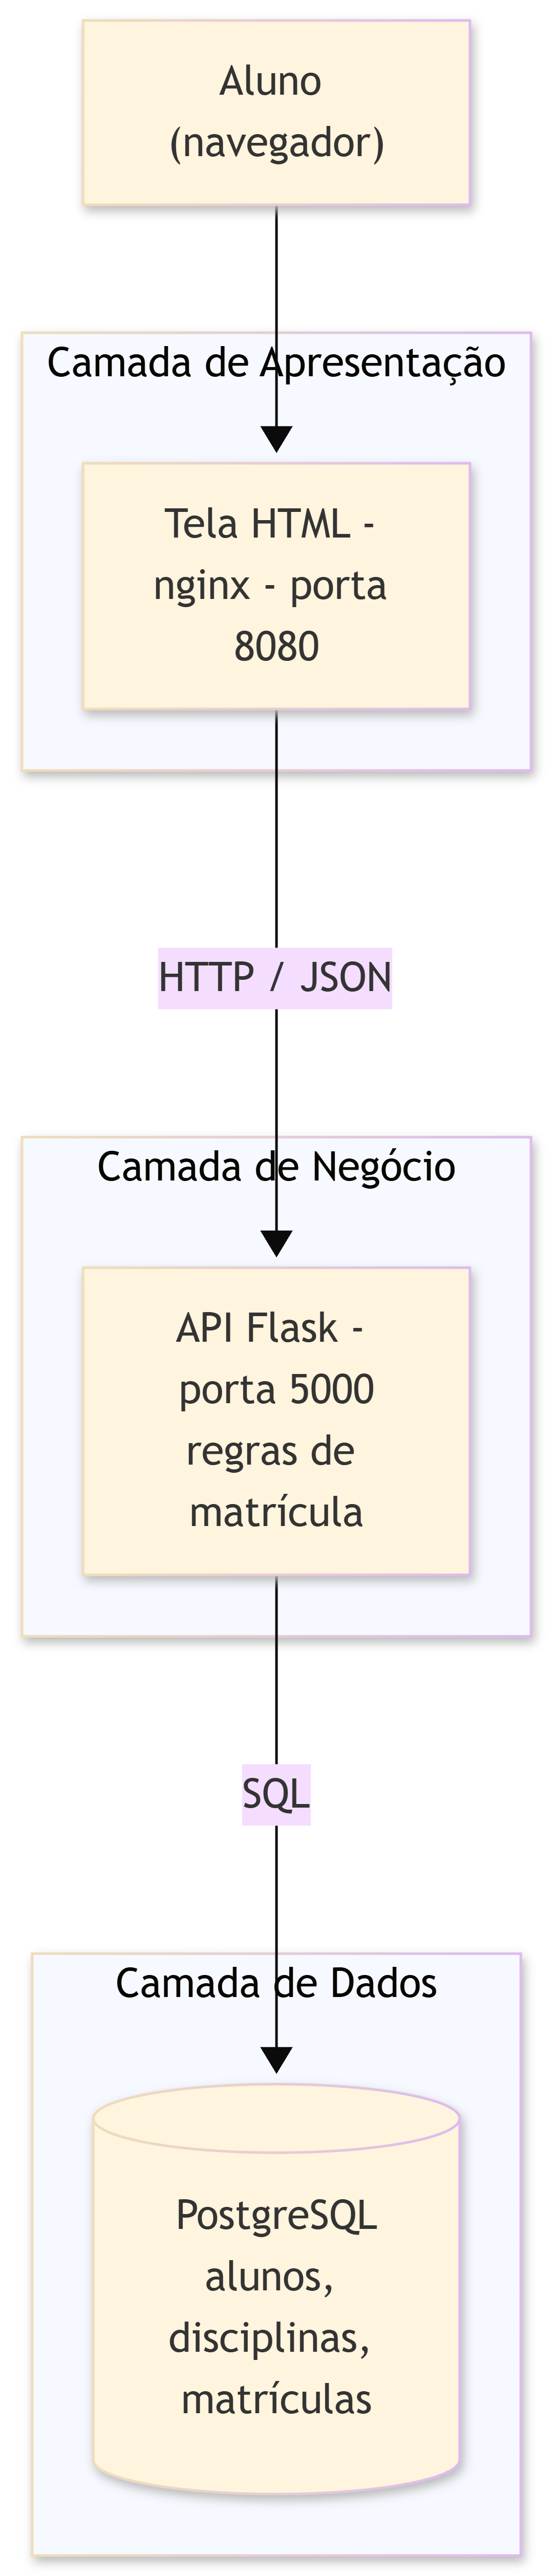 Aluno
(navegador)
Camada de Apresentação
Tela HTML -
nginx - porta
8080
HTTP / JSON
Camada de Negócio
API Flask -
porta 5000
regras de
matrícula
SQL
Camada de Dados
PostgreSQL
alunos,
disciplinas,
matrículas